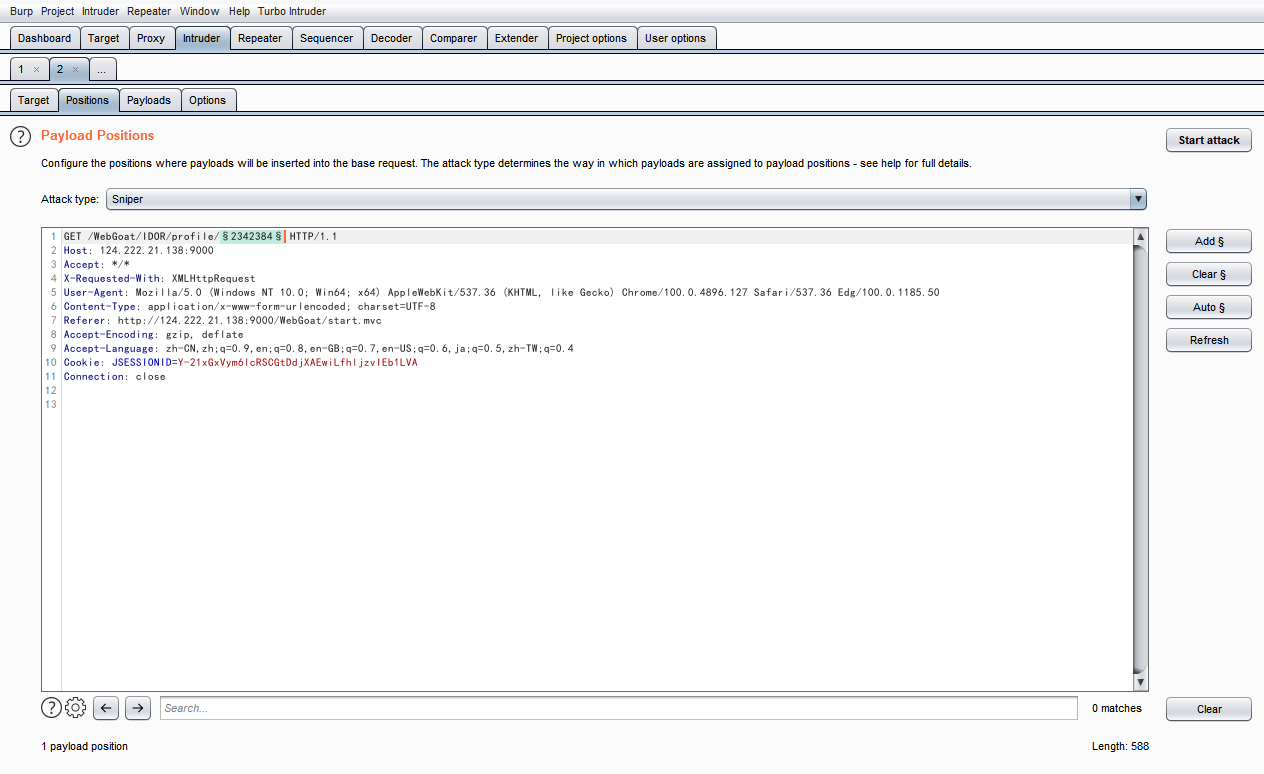 Burp Project Intruder Repeater Window Help Turbo Intruder
Dashboard Target Proxy Intruder Repeater Sequencer Decoder Comparer Extender Project options User options
1 × 2 × ...
Target Positions Payloads Options
? Payload Positions Start attack
Configure the positions where payloads will be inserted into the base request. The attack type determines the way in which payloads are assigned to payload positions - see help for full details.
Attack type: Sniper
1 GET /WebGoat/IDOR/profile/§2342384§ HTTP/1.1
2 Host: 124.222.21.138:9000
3 Accept: */*
4 X-Requested-With: XMLHttpRequest
5 User-Agent: Mozilla/5.0 (Windows NT 10.0; Win64; x64) AppleWebKit/537.36 (KHTML, like Gecko) Chrome/100.0.4896.127 Safari/537.36 Edg/100.0.1185.50
6 Content-Type: application/x-www-form-urlencoded; charset=UTF-8
7 Referer: http://124.222.21.138:9000/WebGoat/start.mvc
8 Accept-Encoding: gzip, deflate
9 Accept-Language: zh-CN,zh;q=0.9,en;q=0.8,en-GB;q=0.7,en-US;q=0.6,ja;q=0.5,zh-TW;q=0.4
10 Cookie: JSESSIONID=Y-21xGxVym6lcRSCGtDdjXAEwiLfhIjzvIEb1LVA
11 Connection: close
12
13
Add §
Clear §
Auto §
Refresh
? Search... 0 matches Clear
1 payload position Length: 588